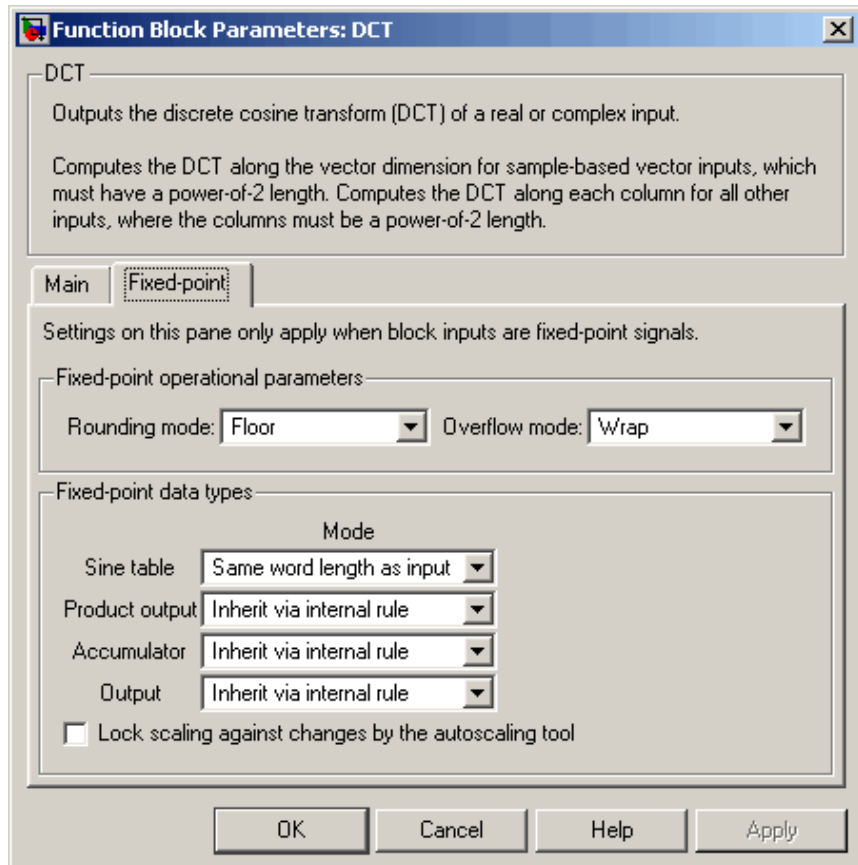 Function Block Parameters: DCT
DCT
Outputs the discrete cosine transform (DCT) of a real or complex input.
Computes the DCT along the vector dimension for sample-based vector inputs, which
must have a power-of-2 length. Computes the DCT along each column for all other
inputs, where the columns must be a power-of-2 length.
Main Fixed-point
Settings on this pane only apply when block inputs are fixed-point signals.
Fixed-point operational parameters
Rounding mode: Floor Overflow mode: Wrap
Fixed-point data types
Mode
Sine table Same word length as input
Product output Inherit via internal rule
Accumulator Inherit via internal rule
Output Inherit via internal rule
Lock scaling against changes by the autoscaling tool
OK Cancel Help Apply